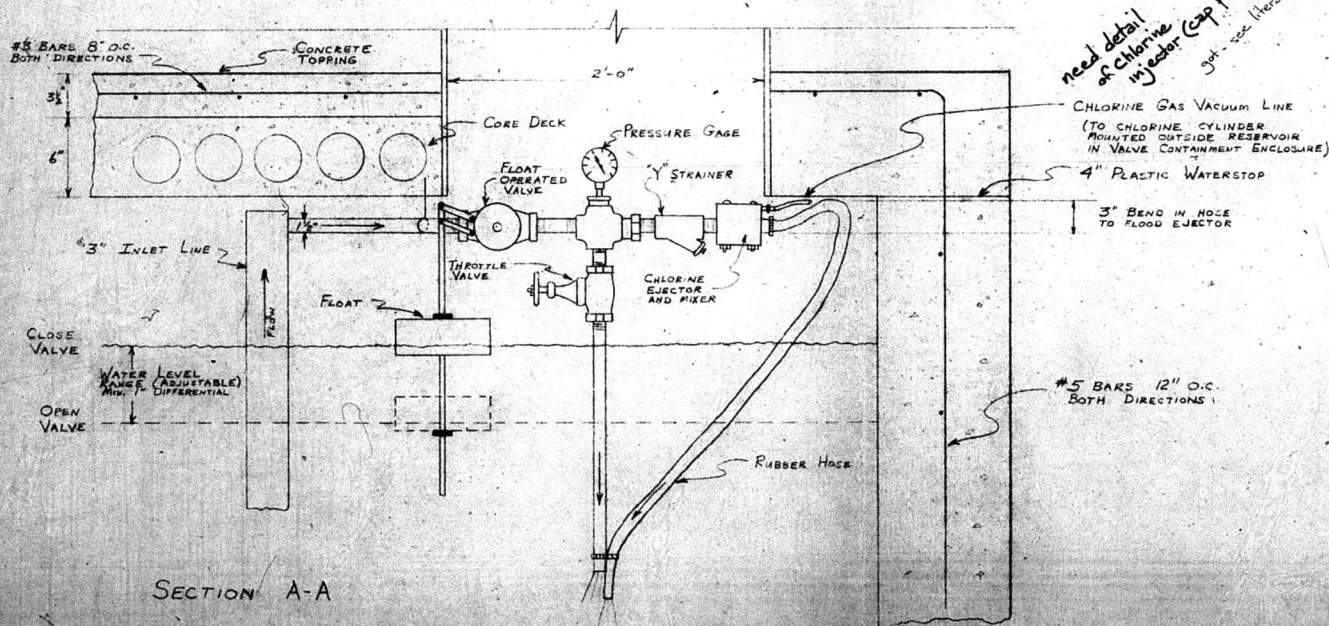 #5 BARS 8" O.C.
BOTH DIRECTIONS
CONCRETE
TOPPING
3½"
6"
CORE DECK
2'-0"
PRESSURE GAGE
FLOAT
OPERATED
VALVE
"Y" STRAINER
need detail
of chlorine
injector (cap
got - see
CHLORINE GAS VACUUM LINE
(TO CHLORINE CYLINDER
MOUNTED OUTSIDE RESERVOIR
IN VALVE CONTAINMENT ENCLOSURE)
4" PLASTIC WATERSTOP
3" BEND IN HOSE
TO FLOOD EJECTOR
1½"
3" INLET LINE
FLOW
THROTTLE
VALVE
CHLORINE
EJECTOR
AND MIXER
FLOAT
CLOSE
VALVE
WATER LEVEL
RANGE (ADJUSTABLE)
MIN. 1" DIFFERENTIAL
OPEN
VALVE
#5 BARS 12" O.C.
BOTH DIRECTIONS
RUBBER HOSE
SECTION A-A